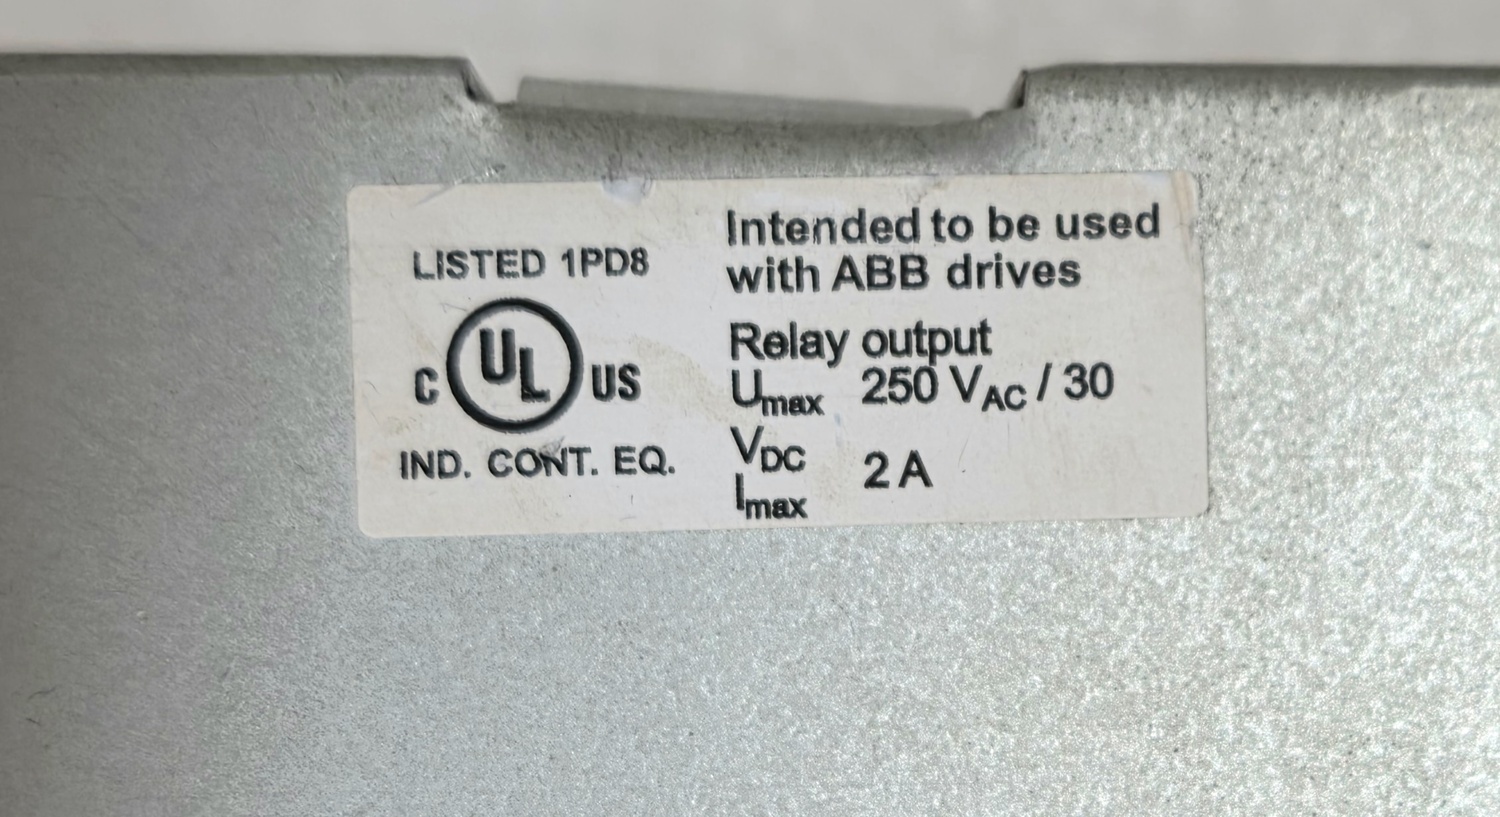 LISTED 1PD8
C UL US
IND. CONT. EQ.
Intended to be used
with ABB drives
Relay output
Umax 250 VAC / 30
VDC
Imax 2 A